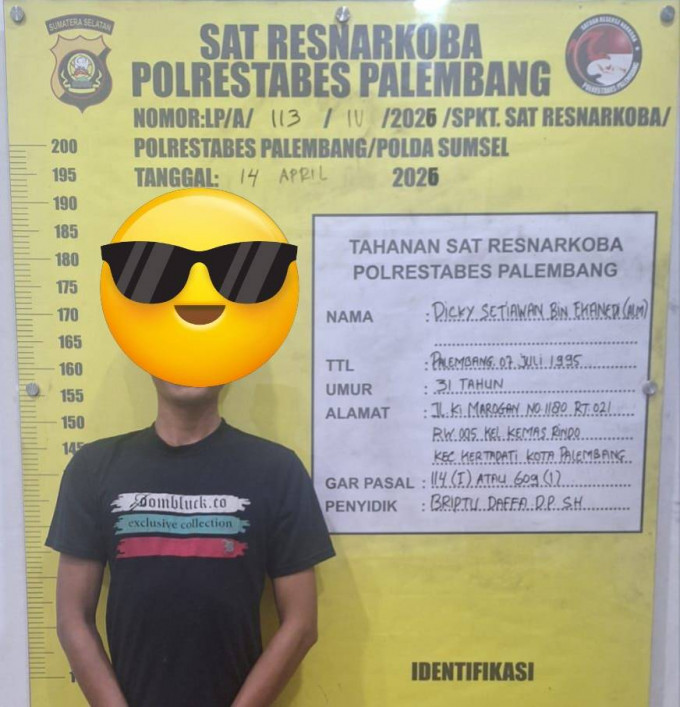 SUMATERA SELATAN
SAT RESNARKOBA
POLRESTABES PALEMBANG
NOMOR:LP/A/ 113 / IV /2026 /SPKT. SAT RESNARKOBA/
POLRESTABES PALEMBANG/POLDA SUMSEL
TANGGAL: 14 APRIL 2026
200
195
190
185
180
175
170
165
160
155
150
145
TAHANAN SAT RESNARKOBA
POLRESTABES PALEMBANG
NAMA : DICKY SETIAWAN BIN EKANEDI (ALM)
TTL : PALEMBANG 07 JULI 1995
UMUR : 31 TAHUN
ALAMAT : JL. KI MAROGAN NO 1180 RT. 021
RW. 005 KEL KEMAS RINDO
KEC KERTAPATI KOTA PALEMBANG
GAR PASAL : 114 (I) ATAU 609 (1)
PENYIDIK : BRIPTU DAFFA D.P. SH
Dombluck.co
exclusive collection
IDENTIFIKASI